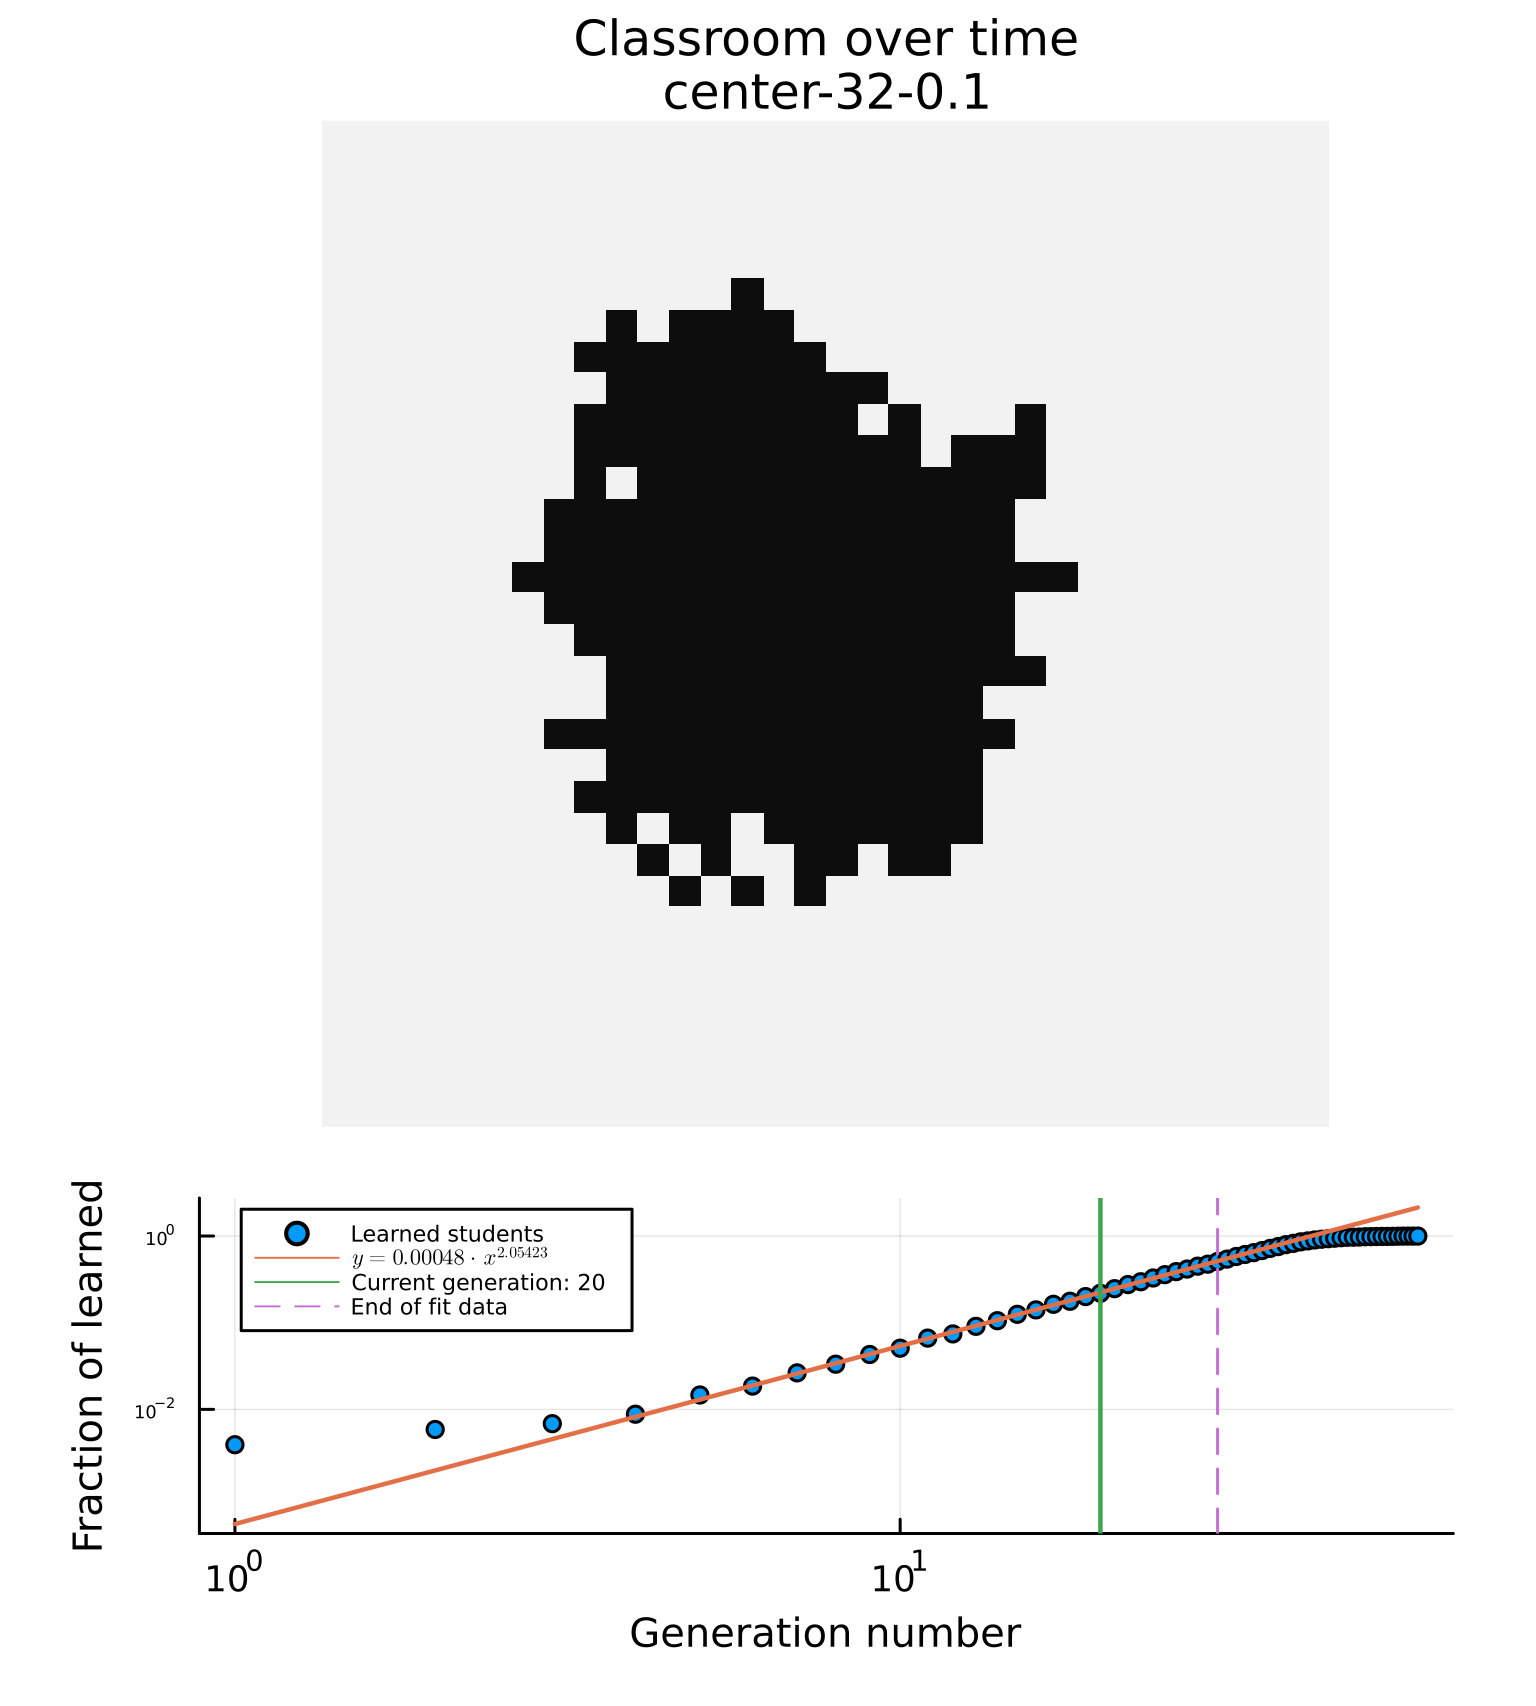 Classroom over time
center-32-0.1
Fraction of learned
10^0
10^-2
Learned students
y = 0.00048 · x^2.05423
Current generation: 20
End of fit data
10^0
10^1
Generation number